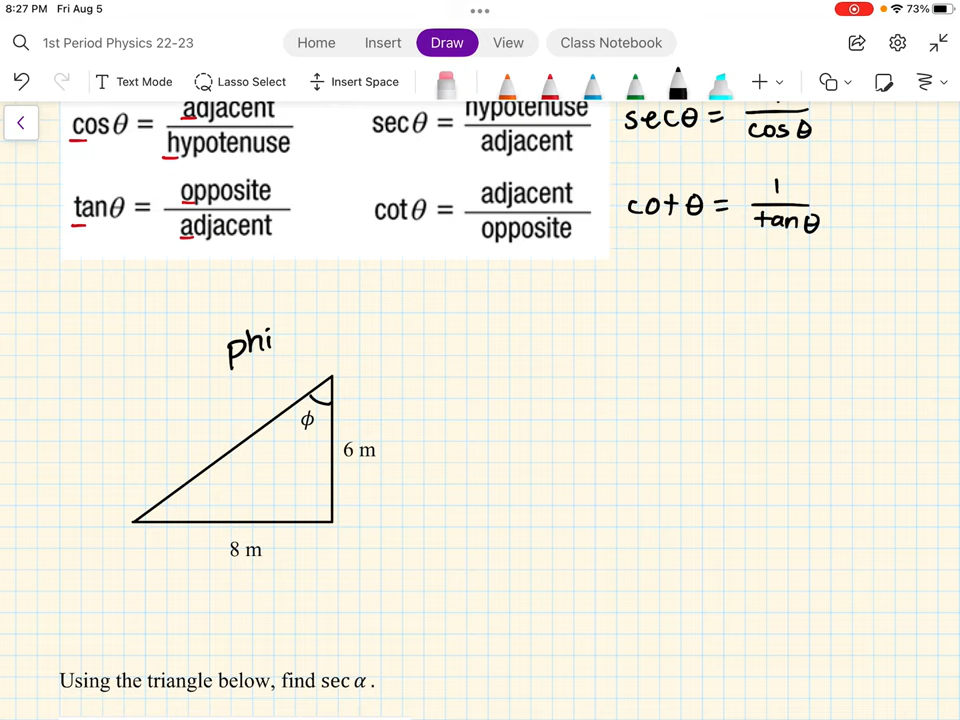 8:27 PM Fri Aug 5 73%
1st Period Physics 22-23 Home Insert Draw View Class Notebook
Text Mode Lasso Select Insert Space
cosθ = adjacent / hypotenuse secθ = hypotenuse / adjacent secθ = 1 / cosθ
tanθ = opposite / adjacent cotθ = adjacent / opposite cotθ = 1 / tanθ
phi
ϕ
6 m
8 m
Using the triangle below, find sec α .